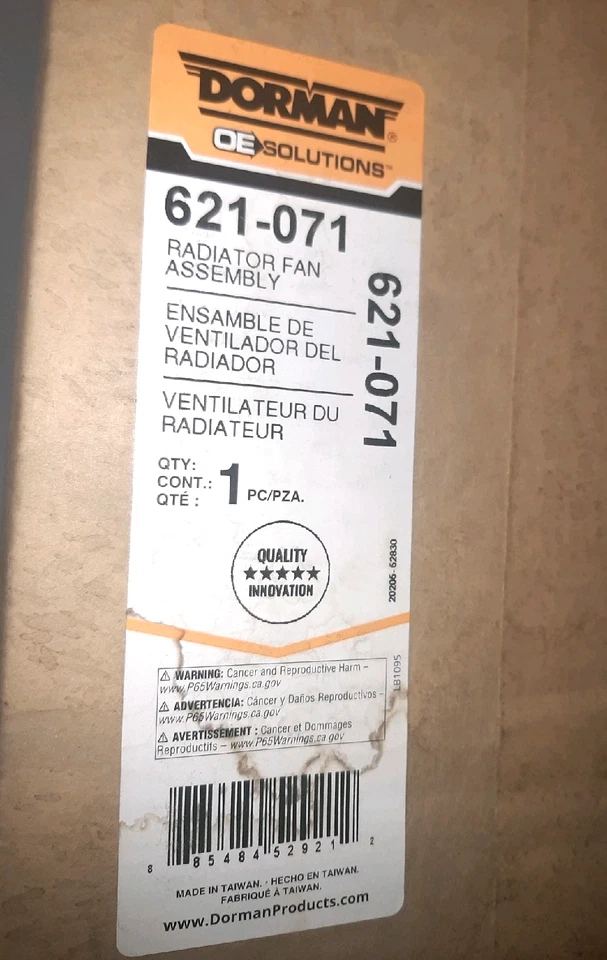 DORMAN®
OE SOLUTIONS™
621-071
RADIATOR FAN
ASSEMBLY
ENSAMBLE DE
VENTILADOR DEL
RADIADOR
VENTILATEUR DU
RADIATEUR
621-071
QTY:
CONT.: 1 PC/PZA.
QTÉ :
QUALITY
★★★★★
INNOVATION
20206-62830
LB1095
⚠ WARNING: Cancer and Reproductive Harm –
www.P65Warnings.ca.gov
⚠ ADVERTENCIA: Cáncer y Daños Reproductivos –
www.P65Warnings.ca.gov
⚠ AVERTISSEMENT : Cancer et Dommages
Reproductifs – www.P65Warnings.ca.gov
8 85484 52921 2
MADE IN TAIWAN. · HECHO EN TAIWAN.
FABRIQUÉ À TAIWAN.
www.DormanProducts.com